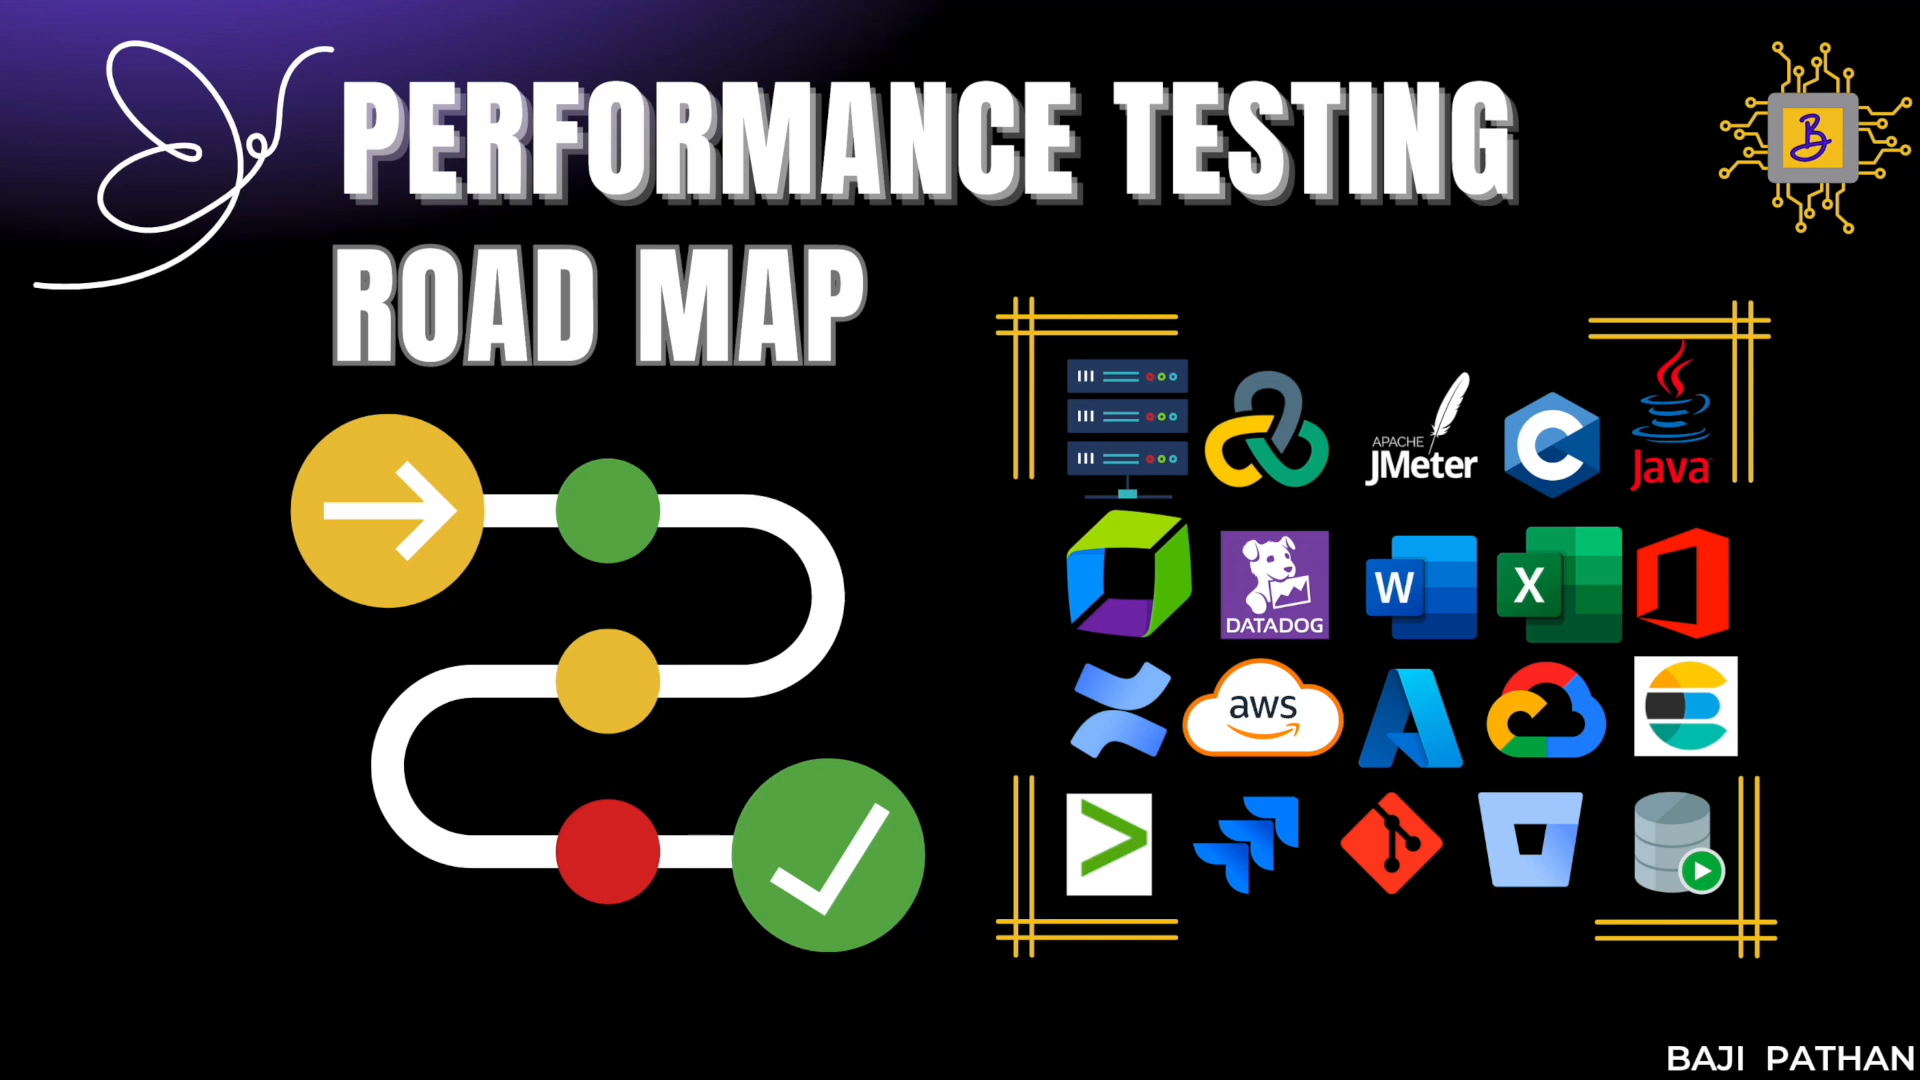 PERFORMANCE TESTING
ROAD MAP
B
APACHE
JMeter
C
Java
DATADOG
W
X
aws
BAJI PATHAN